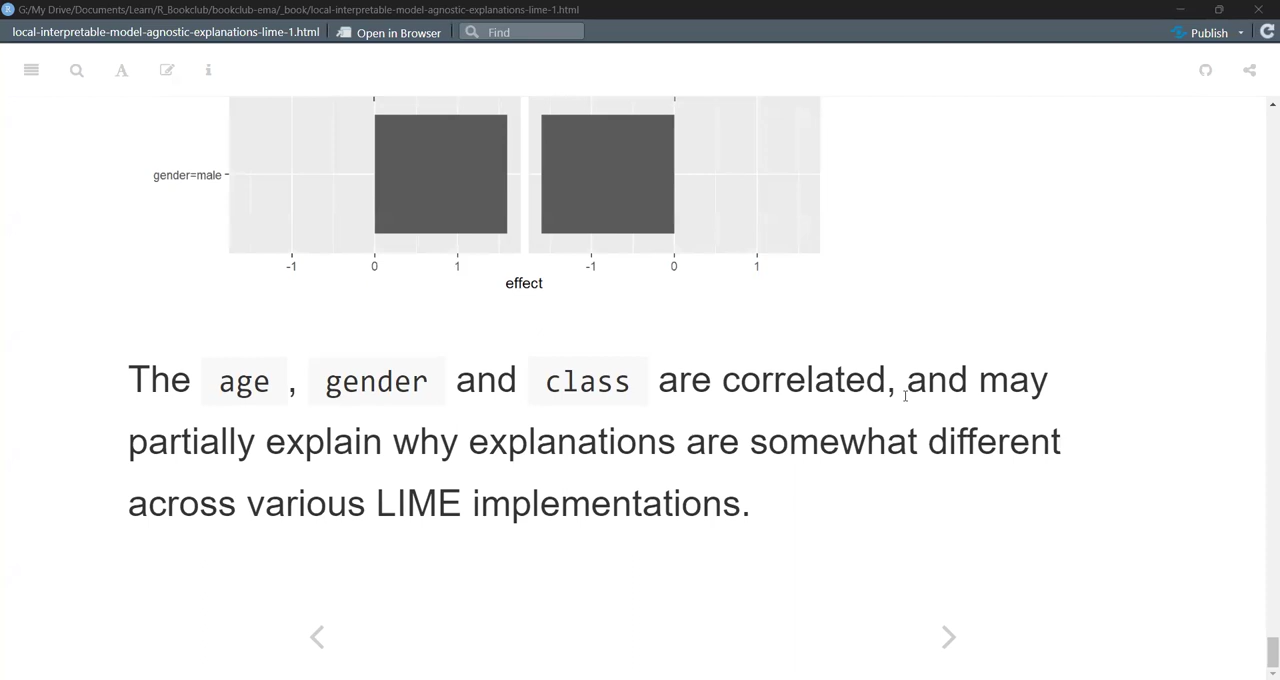 G:/My Drive/Documents/Learn/R_Bookclub/bookclub-ema/_book/local-interpretable-model-agnostic-explanations-lime-1.html
local-interpretable-model-agnostic-explanations-lime-1.html Open in Browser Find Publish
gender=male
-1 0 1 -1 0 1
effect
The age , gender and class are correlated, and may
partially explain why explanations are somewhat different
across various LIME implementations.